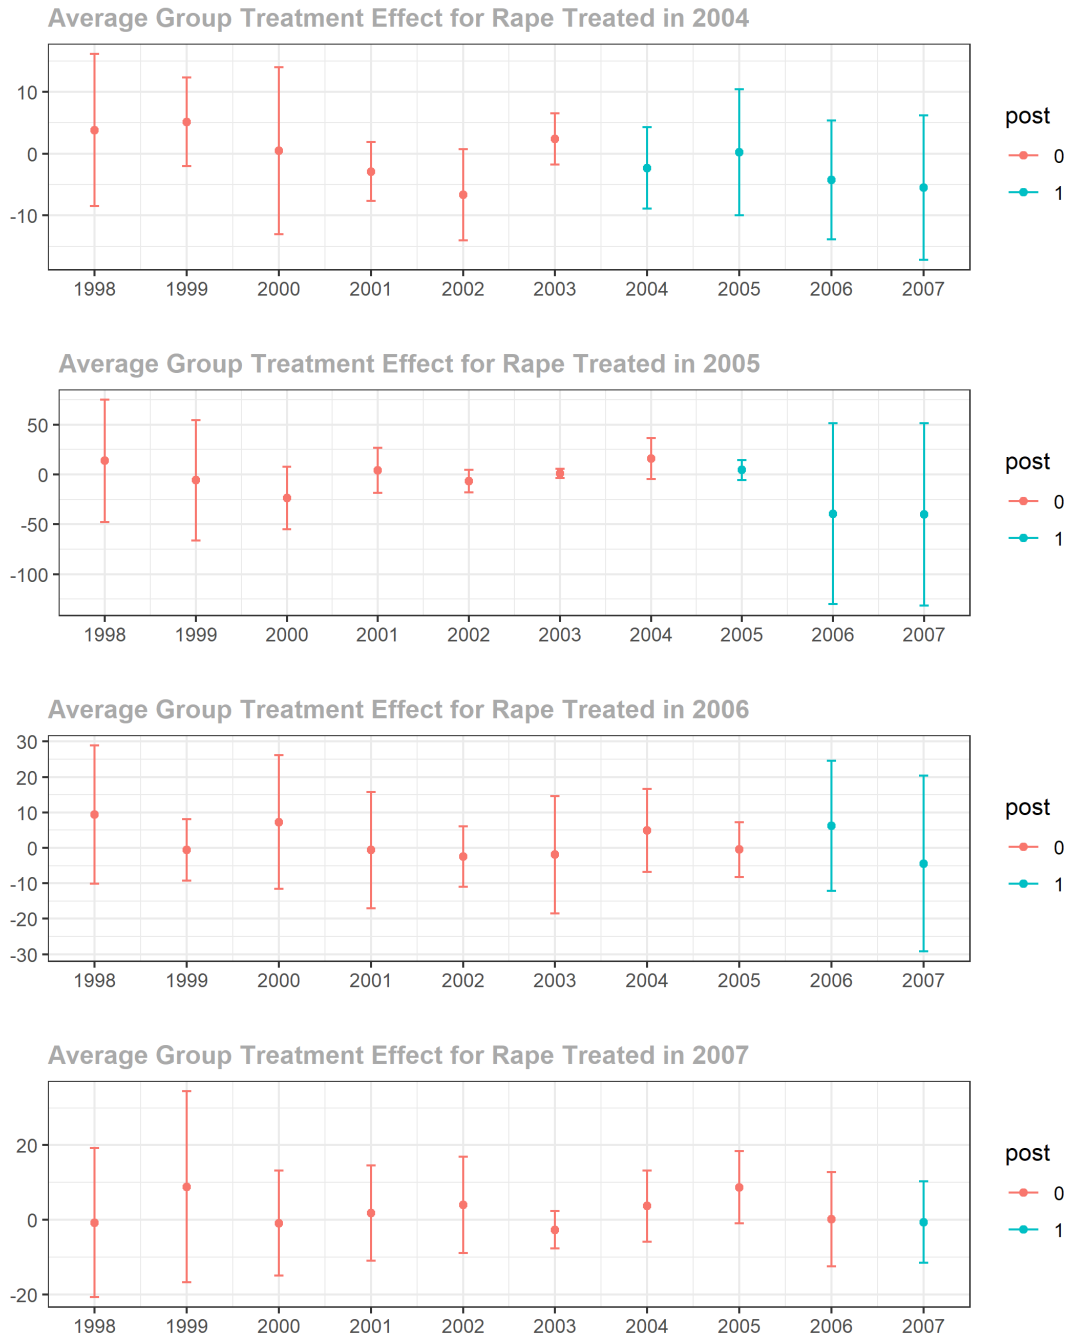 Average Group Treatment Effect for Rape Treated in 2004
10
0
-10
1998 1999 2000 2001 2002 2003 2004 2005 2006 2007
post
0
1
Average Group Treatment Effect for Rape Treated in 2005
50
0
-50
-100
1998 1999 2000 2001 2002 2003 2004 2005 2006 2007
post
0
1
Average Group Treatment Effect for Rape Treated in 2006
30
20
10
0
-10
-20
-30
1998 1999 2000 2001 2002 2003 2004 2005 2006 2007
post
0
1
Average Group Treatment Effect for Rape Treated in 2007
20
0
-20
1998 1999 2000 2001 2002 2003 2004 2005 2006 2007
post
0
1